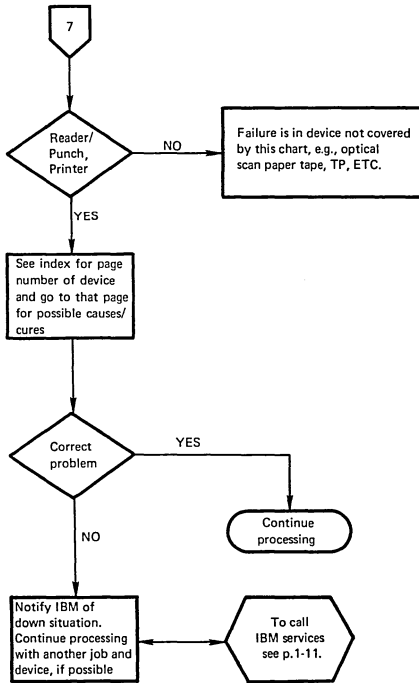 7
Reader/
Punch,
Printer
NO
Failure is in device not covered
by this chart, e.g., optical
scan paper tape, TP, ETC.
YES
See index for page
number of device
and go to that page
for possible causes/
cures
Correct
problem
YES
Continue
processing
NO
Notify IBM of
down situation.
Continue processing
with another job and
device, if possible
To call
IBM services
see p.1-11.